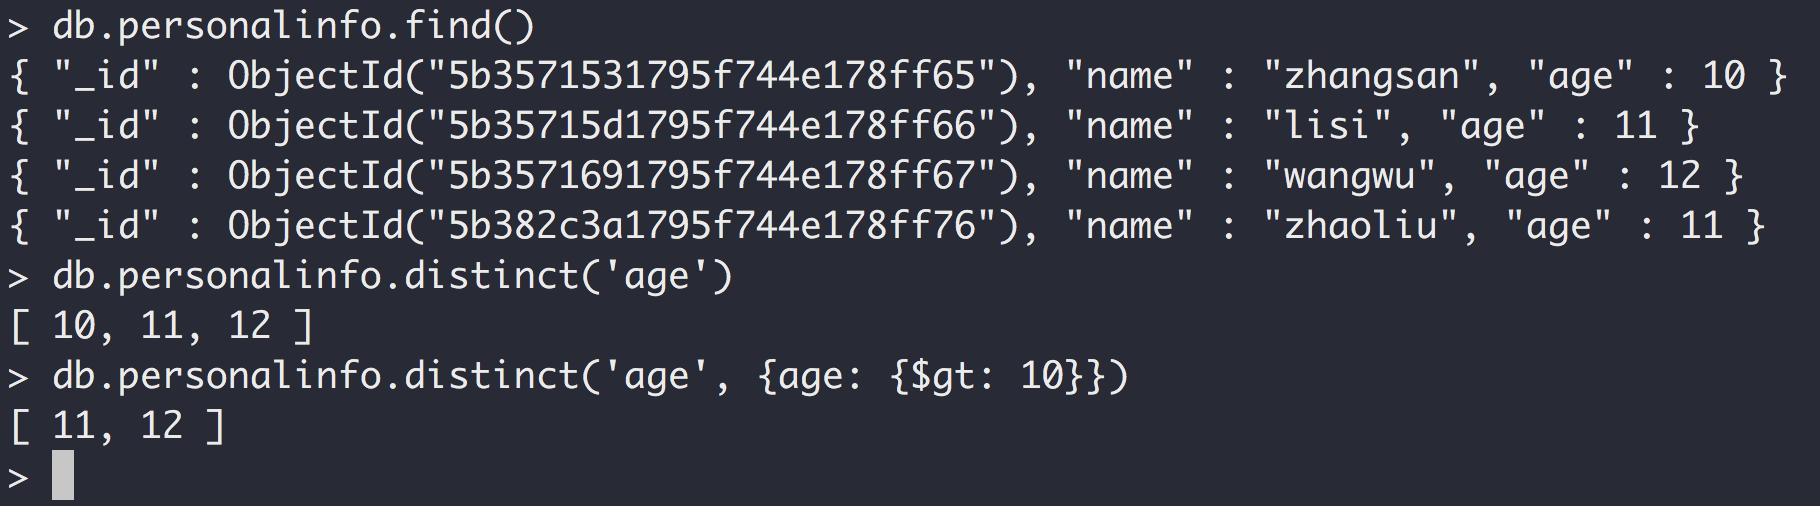 > db.personalinfo.find()
{ "_id" : ObjectId("5b3571531795f744e178ff65"), "name" : "zhangsan", "age" : 10 }
{ "_id" : ObjectId("5b35715d1795f744e178ff66"), "name" : "lisi", "age" : 11 }
{ "_id" : ObjectId("5b3571691795f744e178ff67"), "name" : "wangwu", "age" : 12 }
{ "_id" : ObjectId("5b382c3a1795f744e178ff76"), "name" : "zhaoliu", "age" : 11 }
> db.personalinfo.distinct('age')
[ 10, 11, 12 ]
> db.personalinfo.distinct('age', {age: {$gt: 10}})
[ 11, 12 ]
>